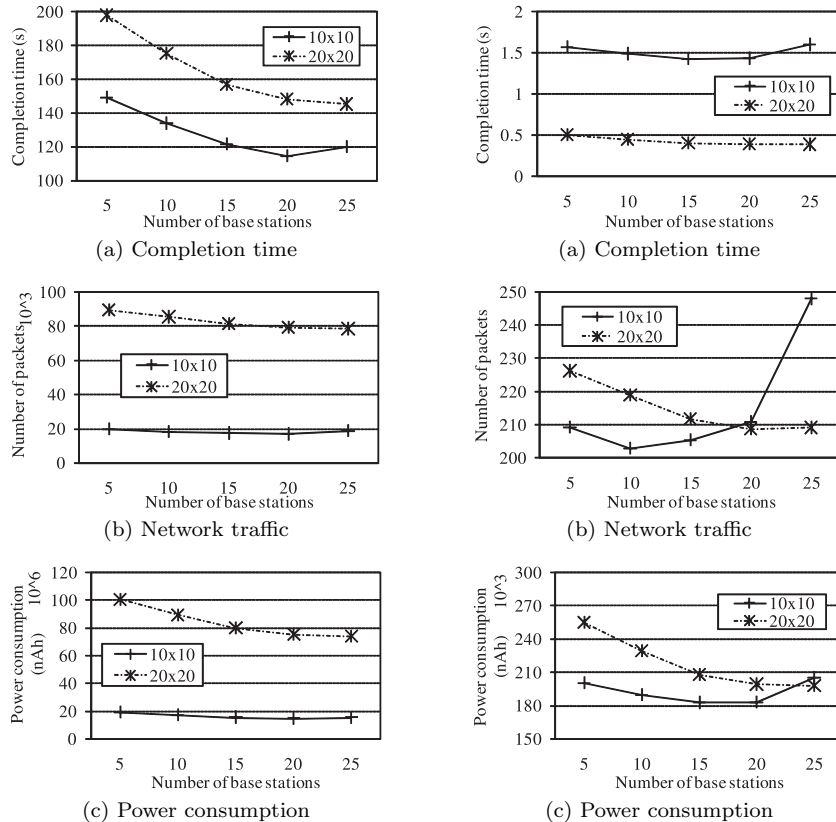 Completion time (s)
200
180
160
140
120
100
10x10
20x20
5 10 15 20 25
Number of base stations
(a) Completion time
Number of packets
10^3
100
80
60
40
20
0
10x10
20x20
5 10 15 20 25
Number of base stations
(b) Network traffic
Power consumption
(nAh) 10^6
120
100
80
60
40
20
0
10x10
20x20
5 10 15 20 25
Number of base stations
(c) Power consumption
Completion time (s)
2
1.5
1
0.5
0
10x10
20x20
5 10 15 20 25
Number of base stations
(a) Completion time
Number of packets
250
240
230
220
210
200
10x10
20x20
5 10 15 20 25
Number of base stations
(b) Network traffic
Power consumption
(nAh) 10^3
300
270
240
210
180
150
10x10
20x20
5 10 15 20 25
Number of base stations
(c) Power consumption